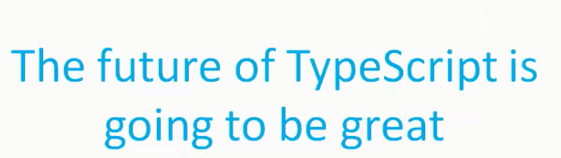 The future of TypeScript is
going to be great